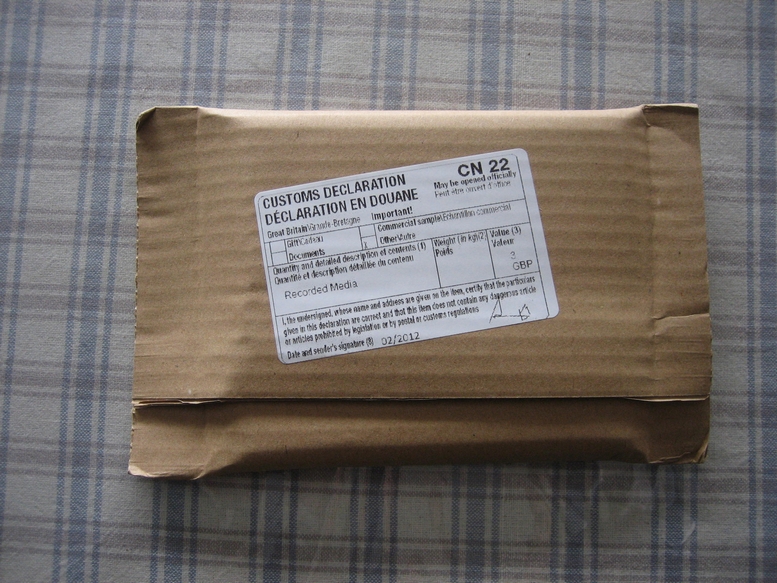 CUSTOMS DECLARATION
DÉCLARATION EN DOUANE
CN 22
May be opened officially
Peut être ouvert d'office
Great Britain\Grande-Bretagne
Important!
Gift\Cadeau
Commercial sample\Echantillon commercial
Documents
x
Other\Autre
Quantity and detailed description of contents (1)
Quantité et description détaillée du contenu
Weight (in kg)(2)
Poids
Value (3)
Valeur
Recorded Media
3
GBP
I, the undersigned, whose name and address are given on the item, certify that the particulars
given in this declaration are correct and that this item does not contain any dangerous article
or articles prohibited by legislation or by postal or customs regulations
Date and sender's signature (8) 02/2012